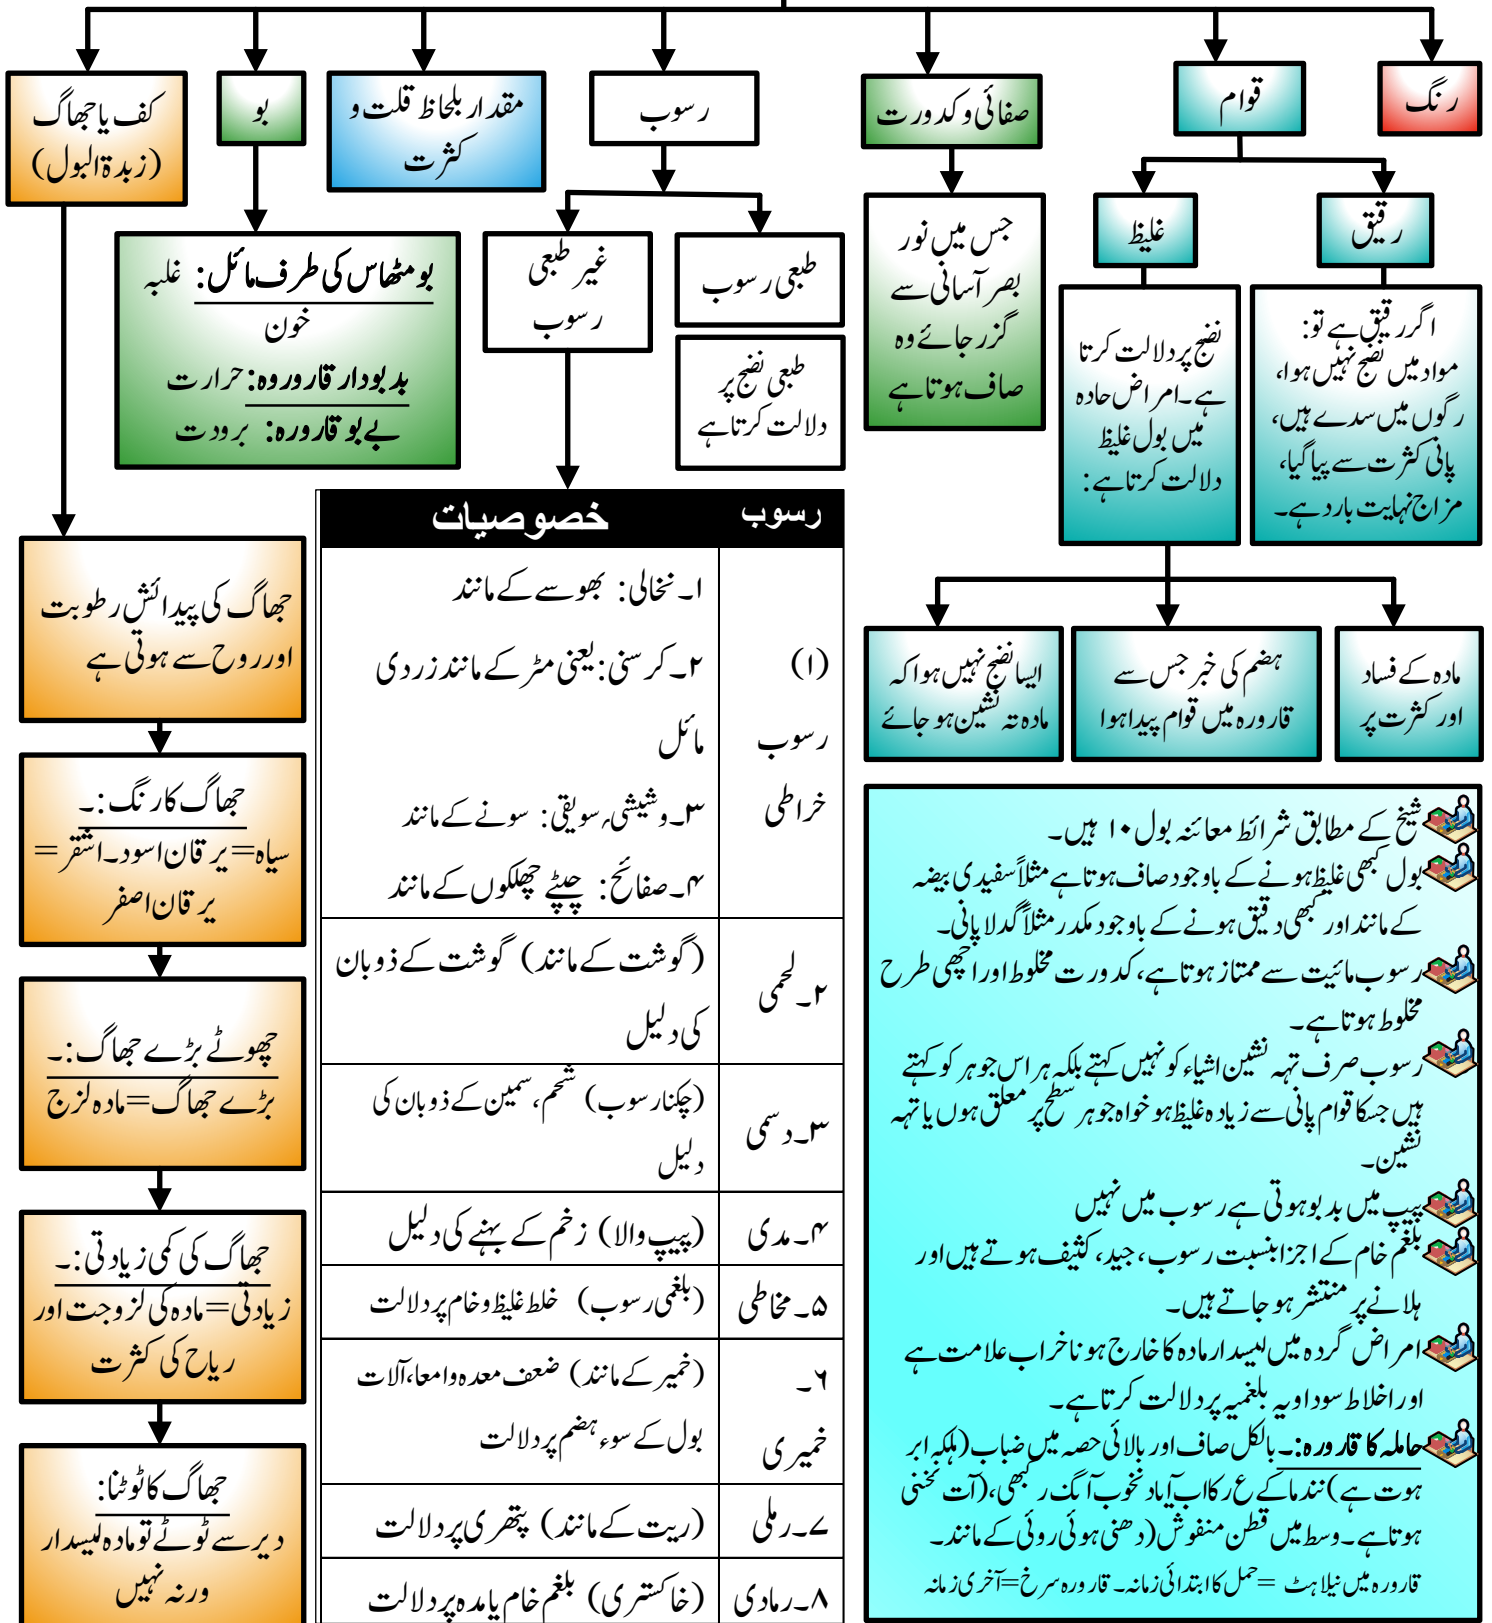 رنگ
قوام
صفائی و کدورت
رسوب
مقدار بلحاظ قلت و
کثرت
بو
کف یا جھاگ
(زبدۃ البول)
رقیق
غلیظ
اگر رقیق ہے تو:
مواد میں نضج نہیں ہوا،
رگوں میں سدے ہیں،
پانی کثرت سے پیا گیا،
مزاج نہایت بارد ہے۔
نضج پر دلالت کرتا
ہے۔ امراض حادہ
میں بول غلیظ
دلالت کرتا ہے:
مادہ کے فساد
اور کثرت پر
ہضم کی خبر جس سے
قارورہ میں قوام پیدا ہوا
ایسا نضج نہیں ہوا کہ
مادہ تہ نشین ہو جائے
جس میں نور
بصر آسانی سے
گزر جائے وہ
صاف ہوتا ہے
طبعی رسوب
طبعی نضج پر
دلالت کرتا ہے
غیر طبعی
رسوب
بو مٹھاس کی طرف مائل: غلبہ
خون
بدبودار قاروروہ: حرارت
بے بو قارورہ: برودت
رسوب خصوصیات
(۱)
رسوب
خراطی
۱۔ نخالی: بھوسے کے مانند
۲۔ کرسنی: یعنی مٹر کے مانند زردی
مائل
۳۔ وشیشی، سویقی: سونے کے مانند
۴۔ صفائح: چپٹے چھلکوں کے مانند
۲۔ لحمی
(گوشت کے مانند) گوشت کے ذوبان
کی دلیل
۳۔ دسمی
(چکنا رسوب) شحم، سمین کے ذوبان کی
دلیل
۴۔ مدی (پیپ والا) زخم کے بہنے کی دلیل
۵۔ مخاطی (بلغمی رسوب) خلط غلیظ و خام پر دلالت
۶۔
خمیری
(خمیر کے مانند) ضعف معدہ وامعا، آلات
بول کے سوء ہضم پر دلالت
۷۔ رملی (ریت کے مانند) پتھری پر دلالت
۸۔ رمادی (خاکستری) بلغم خام یا مدہ پر دلالت
جھاگ کی پیدائش رطوبت
اور روح سے ہوتی ہے
جھاگ کا رنگ:۔
سیاہ=یرقان اسود۔ اشقر=
یرقان اصفر
چھوٹے بڑے جھاگ:۔
بڑے جھاگ=مادہ لزج
جھاگ کی کمی زیادتی:۔
زیادتی=مادہ کی لزوجت اور
ریاح کی کثرت
جھاگ کا ٹوٹنا:
دیر سے ٹوٹے تو مادہ لیسدار
ورنہ نہیں
شیخ کے مطابق شرائط معائنہ بول ۱۰ ہیں۔
بول کبھی غلیظ ہونے کے باوجود صاف ہوتا ہے مثلاً سفیدی بیضہ
کے مانند اور کبھی دقیق ہونے کے باوجود مکدر مثلاً گدلا پانی۔
رسوب مائیت سے ممتاز ہوتا ہے، کدورت مخلوط اور اچھی طرح
مخلوط ہوتا ہے۔
رسوب صرف تہہ نشین اشیاء کو نہیں کہتے بلکہ ہر اس جوہر کو کہتے
ہیں جسکا قوام پانی سے زیادہ غلیظ ہو خواہ جوہر سطح پر معلق ہوں یا تہہ
نشین۔
پیپ میں بدبو ہوتی ہے رسوب میں نہیں
بلغم خام کے اجزا بنسبت رسوب، جید، کثیف ہوتے ہیں اور
ہلانے پر منتشر ہو جاتے ہیں۔
امراض گردہ میں لیسدار مادہ کا خارج ہونا خراب علامت ہے
اور اخلاط سوداویہ بلغمیہ پر دلالت کرتا ہے۔
حاملہ کا قارورہ:۔ بالکل صاف اور بالائی حصہ میں ضباب (ہلکہ ابر
ہوتا ہے۔ وسط میں قطن منفوش (دھنی ہوئی روئی کے مانند۔
قارورہ میں نیلاہٹ =حمل کا ابتدائی زمانہ۔ قارورہ سرخ=آخری زمانہ